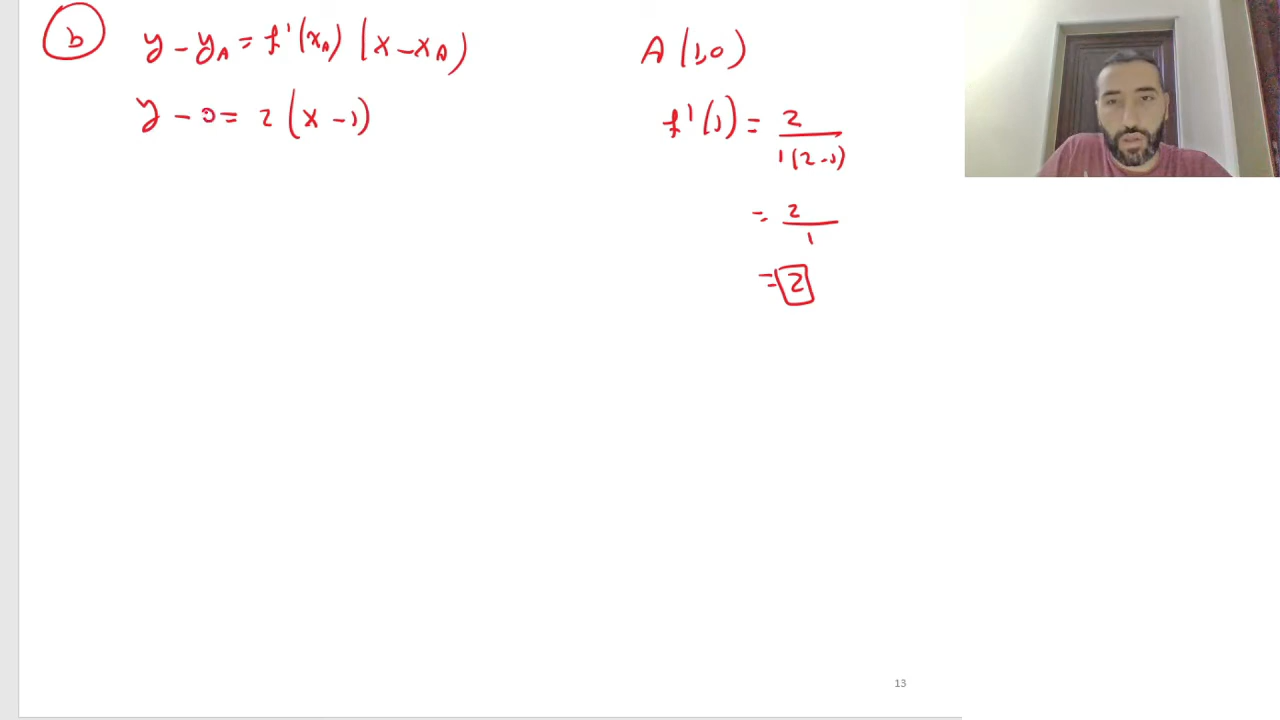 b y - y_A = f'(x_A) (x - x_A)
y - 0 = 2 (x - 1)
A (1,0)
f'(1) = 2 / 1(2-1)
= 2 / 1
= 2
13